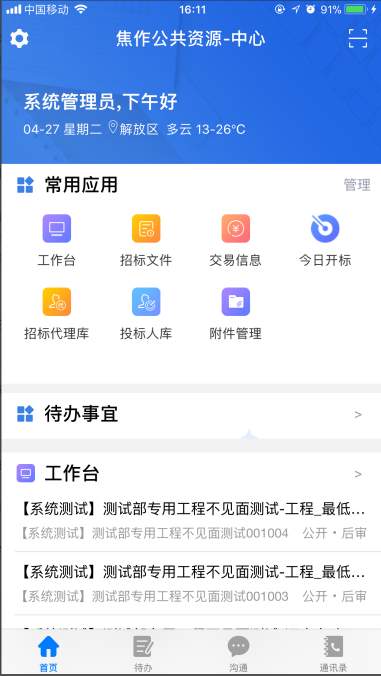 中国移动 16:11 91%
焦作公共资源-中心
系统管理员,下午好
04-27 星期二 解放区 多云 13-26℃
常用应用 管理
工作台 招标文件 交易信息 今日开标
招标代理库 投标人库 附件管理
待办事宜 >
工作台 >
【系统测试】测试部专用工程不见面测试-工程_最低...
【系统测试】测试部专用工程不见面测试001004 公开·后审
【系统测试】测试部专用工程不见面测试-工程_最低...
【系统测试】测试部专用工程不见面测试001003 公开·后审
首页 待办 沟通 通讯录